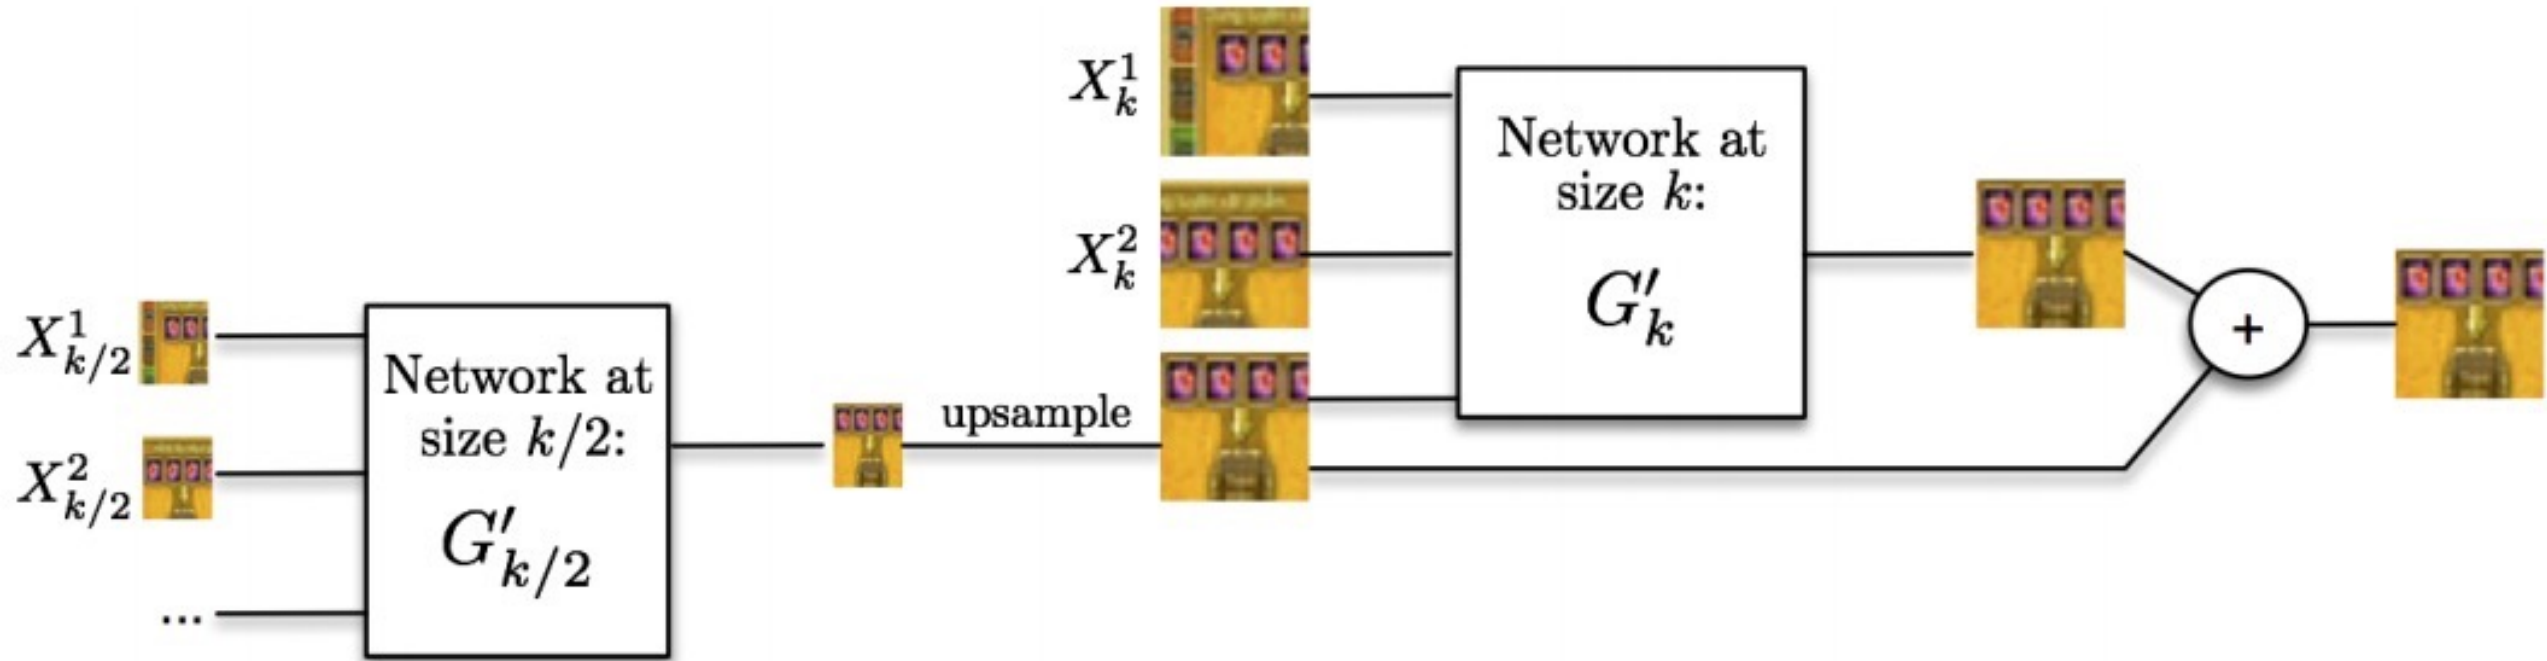 X^1_{k/2}
X^2_{k/2}
...
Network at
size k/2:
G'_{k/2}
upsample
X^1_k
X^2_k
Network at
size k:
G'_k
+